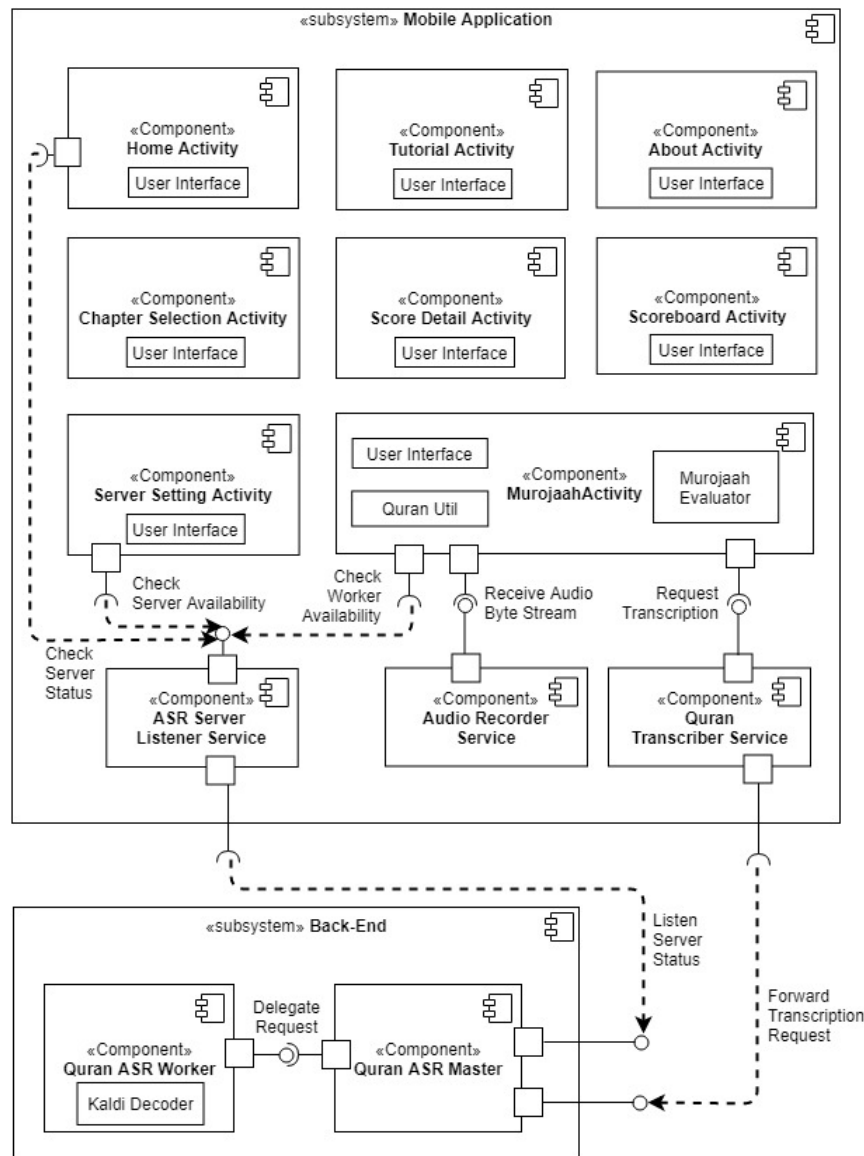 «subsystem» Mobile Application
«Component»
Home Activity
User Interface
«Component»
Tutorial Activity
User Interface
«Component»
About Activity
User Interface
«Component»
Chapter Selection Activity
User Interface
«Component»
Score Detail Activity
User Interface
«Component»
Scoreboard Activity
User Interface
«Component»
Server Setting Activity
User Interface
User Interface
Quran Util
«Component»
MurojaahActivity
Murojaah
Evaluator
Check
Server Availability
Check
Worker
Availability
Receive Audio
Byte Stream
Request
Transcription
Check
Server
Status
«Component»
ASR Server
Listener Service
«Component»
Audio Recorder
Service
«Component»
Quran
Transcriber Service
«subsystem» Back-End
Listen
Server
Status
Forward
Transcription
Request
«Component»
Quran ASR Worker
Kaldi Decoder
Delegate
Request
«Component»
Quran ASR Master